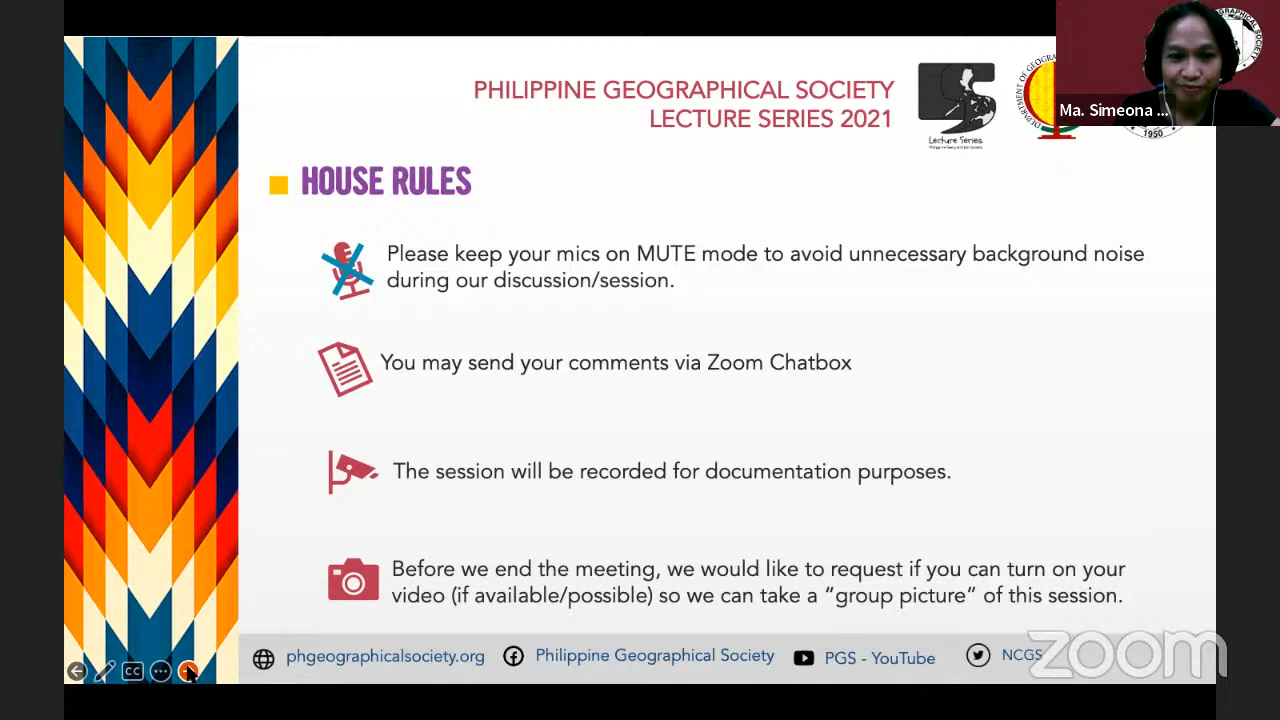 PHILIPPINE GEOGRAPHICAL SOCIETY
LECTURE SERIES 2021
Lecture Series
Ma. Simeona ...
1950
HOUSE RULES
Please keep your mics on MUTE mode to avoid unnecessary background noise
during our discussion/session.
You may send your comments via Zoom Chatbox
The session will be recorded for documentation purposes.
Before we end the meeting, we would like to request if you can turn on your
video (if available/possible) so we can take a “group picture” of this session.
phgeographicalsociety.org
Philippine Geographical Society
PGS - YouTube
NCGS
zoom
CC